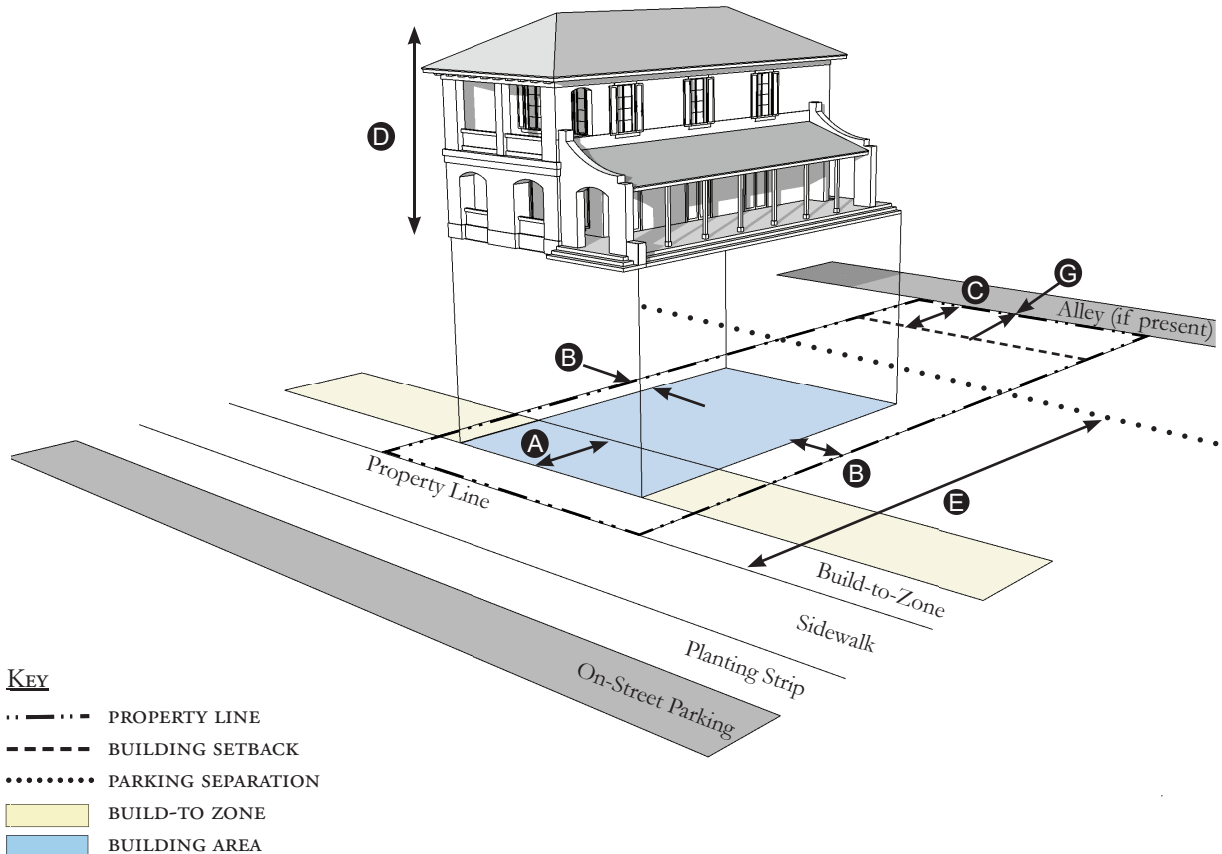 D
C
G
Alley (if present)
B
A
B
Property Line
E
Build-to-Zone
Sidewalk
Planting Strip
On-Street Parking
KEY
PROPERTY LINE
BUILDING SETBACK
PARKING SEPARATION
BUILD-TO ZONE
BUILDING AREA